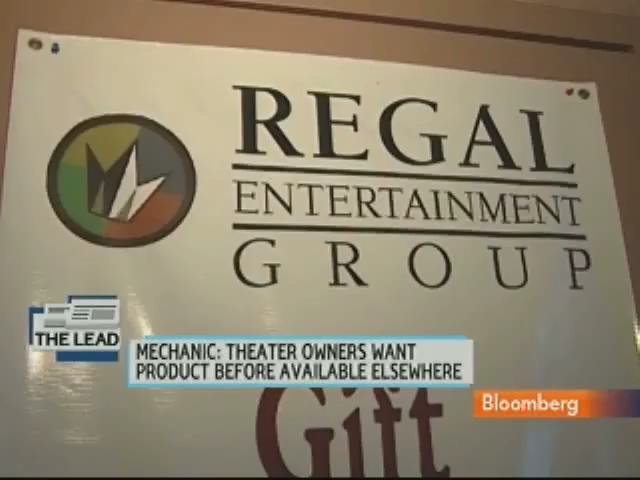 REGAL
ENTERTAINMENT
GROUP
THE LEAD
MECHANIC: THEATER OWNERS WANT
PRODUCT BEFORE AVAILABLE ELSEWHERE
Bloomberg
Gift